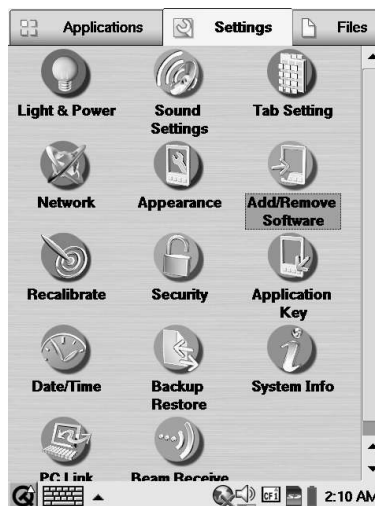 Applications
Settings
Files
Light & Power
Sound
Settings
Tab Setting
Network
Appearance
Add/Remove
Software
Recalibrate
Security
Application
Key
Date/Time
Backup
Restore
System Info
PC Link
Beam Receive
CFi
2:10 AM